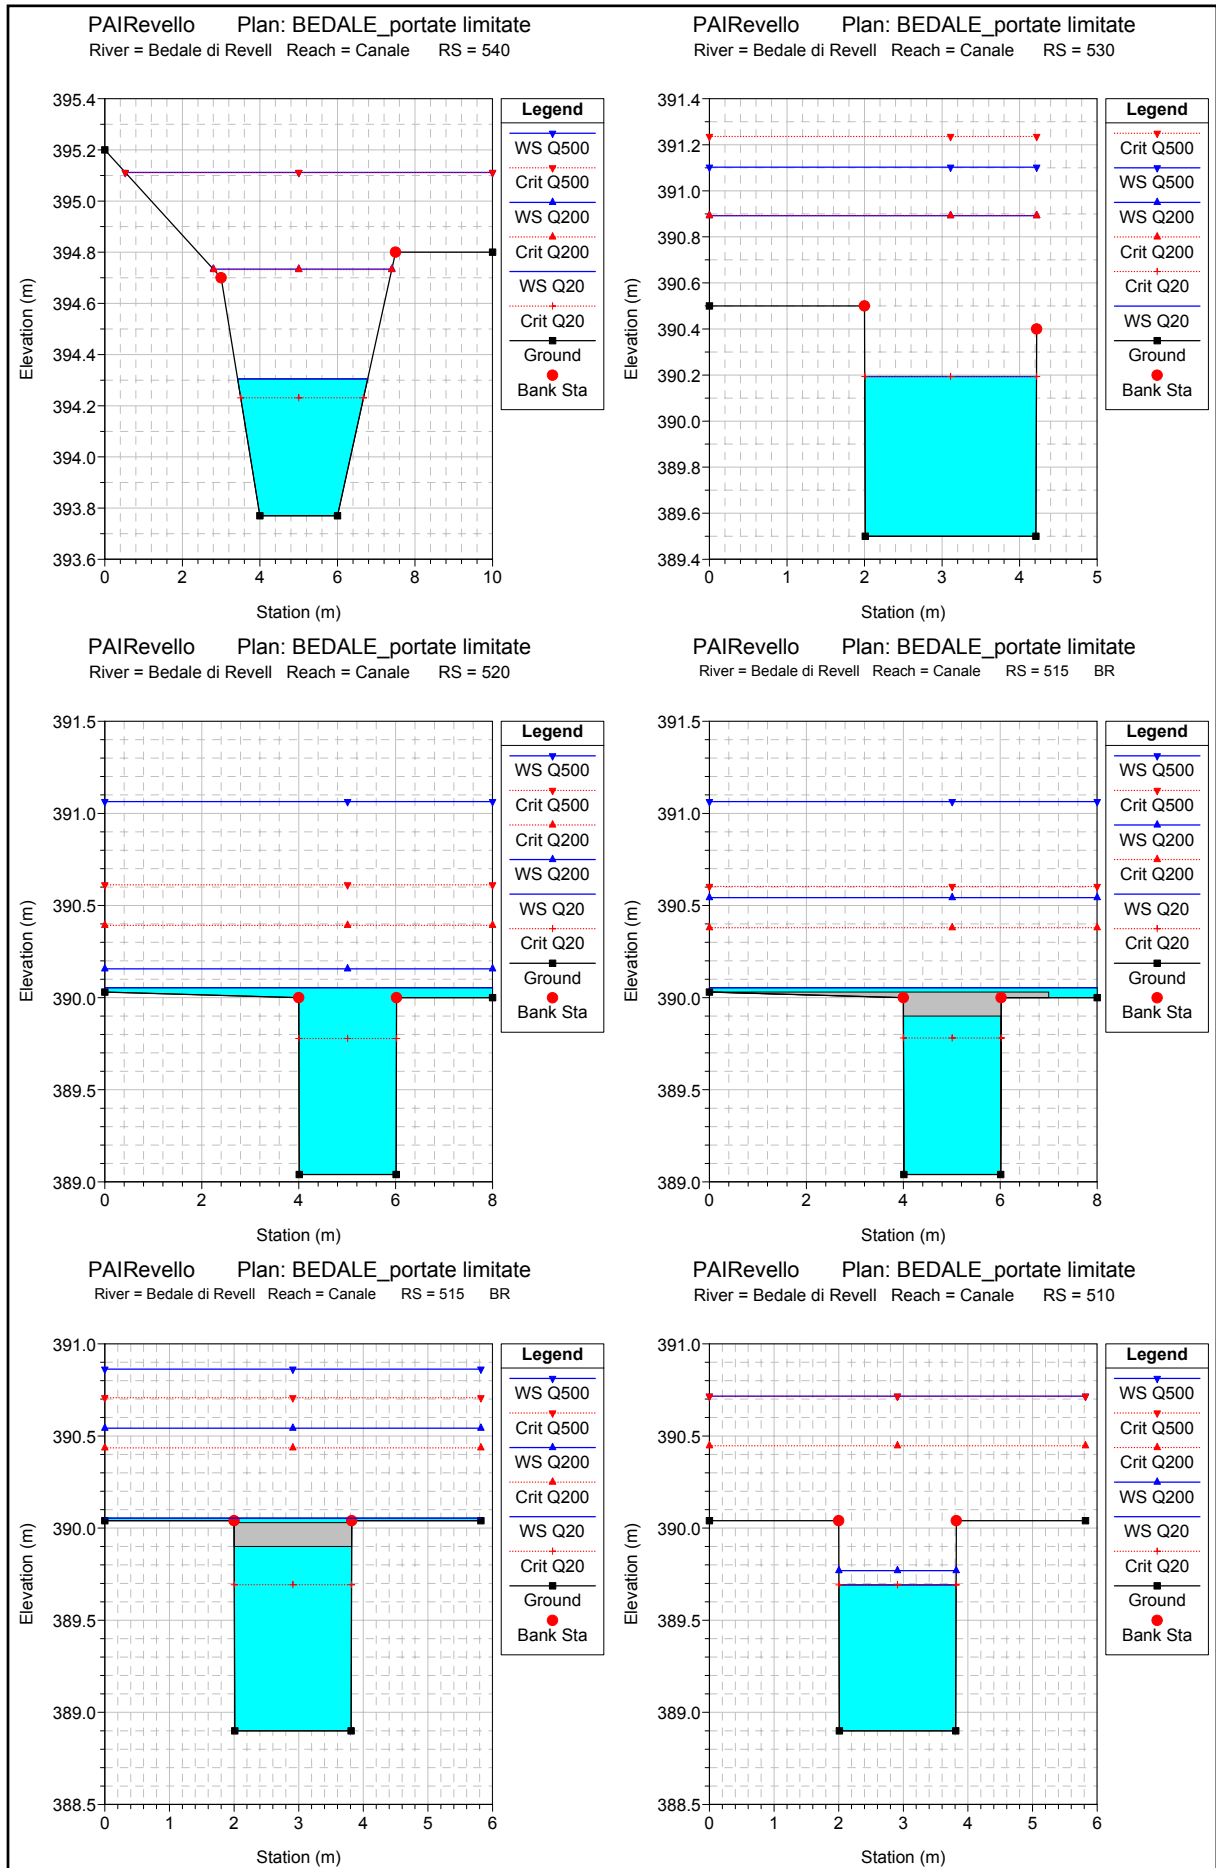 PAIRevello Plan: BEDALE_portate limitate
River = Bedale di Revell Reach = Canale RS = 540
Elevation (m)
395.4
395.2
395.0
394.8
394.6
394.4
394.2
394.0
393.8
393.6
0 2 4 6 8 10
Station (m)
Legend
WS Q500
Crit Q500
WS Q200
Crit Q200
WS Q20
Crit Q20
Ground
Bank Sta
PAIRevello Plan: BEDALE_portate limitate
River = Bedale di Revell Reach = Canale RS = 530
Elevation (m)
391.4
391.2
391.0
390.8
390.6
390.4
390.2
390.0
389.8
389.6
389.4
0 1 2 3 4 5
Station (m)
Legend
Crit Q500
WS Q500
WS Q200
Crit Q200
Crit Q20
WS Q20
Ground
Bank Sta
PAIRevello Plan: BEDALE_portate limitate
River = Bedale di Revell Reach = Canale RS = 520
Elevation (m)
391.5
391.0
390.5
390.0
389.5
389.0
0 2 4 6 8
Station (m)
Legend
WS Q500
Crit Q500
Crit Q200
WS Q200
WS Q20
Crit Q20
Ground
Bank Sta
PAIRevello Plan: BEDALE_portate limitate
River = Bedale di Revell Reach = Canale RS = 515 BR
Elevation (m)
391.5
391.0
390.5
390.0
389.5
389.0
0 2 4 6 8
Station (m)
Legend
WS Q500
Crit Q500
WS Q200
Crit Q200
WS Q20
Crit Q20
Ground
Bank Sta
PAIRevello Plan: BEDALE_portate limitate
River = Bedale di Revell Reach = Canale RS = 515 BR
Elevation (m)
391.0
390.5
390.0
389.5
389.0
388.5
0 1 2 3 4 5 6
Station (m)
Legend
WS Q500
Crit Q500
WS Q200
Crit Q200
WS Q20
Crit Q20
Ground
Bank Sta
PAIRevello Plan: BEDALE_portate limitate
River = Bedale di Revell Reach = Canale RS = 510
Elevation (m)
391.0
390.5
390.0
389.5
389.0
388.5
0 1 2 3 4 5 6
Station (m)
Legend
WS Q500
Crit Q500
Crit Q200
WS Q200
WS Q20
Crit Q20
Ground
Bank Sta